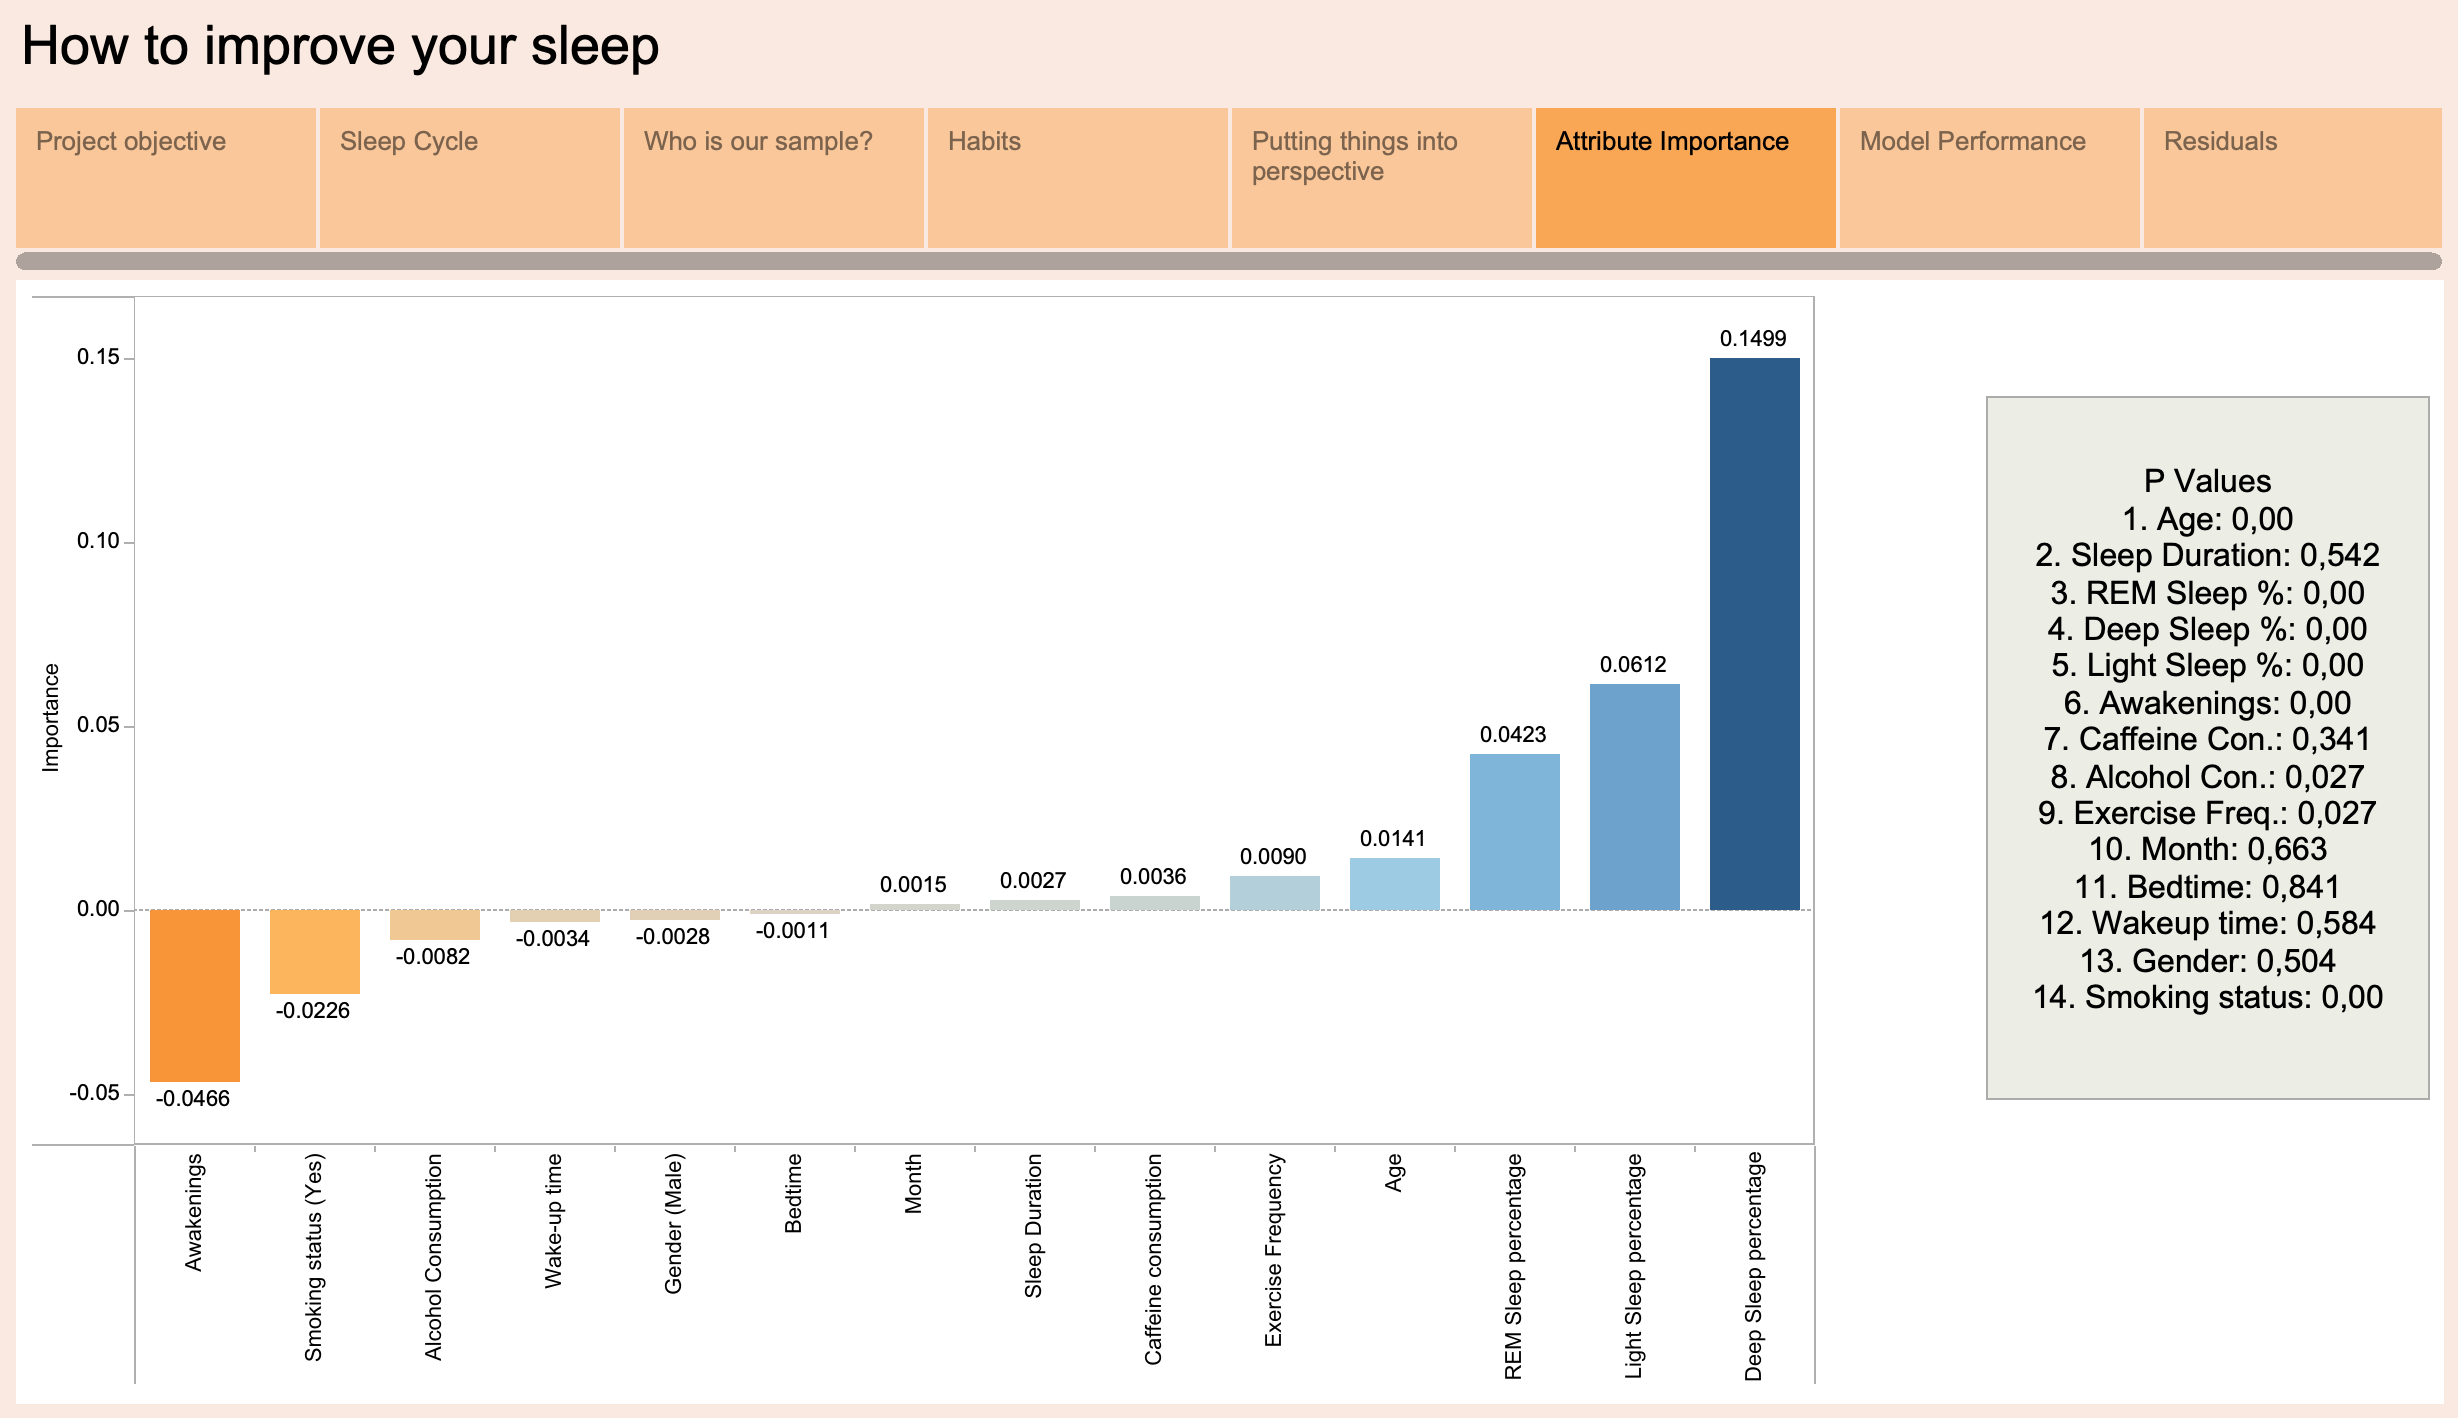 How to improve your sleep
Project objective
Sleep Cycle
Who is our sample?
Habits
Putting things into
perspective
Attribute Importance
Model Performance
Residuals
Importance
0.15
0.10
0.05
0.00
-0.05
-0.0466
-0.0226
-0.0082
-0.0034
-0.0028
-0.0011
0.0015
0.0027
0.0036
0.0090
0.0141
0.0423
0.0612
0.1499
Awakenings
Smoking status (Yes)
Alcohol Consumption
Wake-up time
Gender (Male)
Bedtime
Month
Sleep Duration
Caffeine consumption
Exercise Frequency
Age
REM Sleep percentage
Light Sleep percentage
Deep Sleep percentage
P Values
1. Age: 0,00
2. Sleep Duration: 0,542
3. REM Sleep %: 0,00
4. Deep Sleep %: 0,00
5. Light Sleep %: 0,00
6. Awakenings: 0,00
7. Caffeine Con.: 0,341
8. Alcohol Con.: 0,027
9. Exercise Freq.: 0,027
10. Month: 0,663
11. Bedtime: 0,841
12. Wakeup time: 0,584
13. Gender: 0,504
14. Smoking status: 0,00